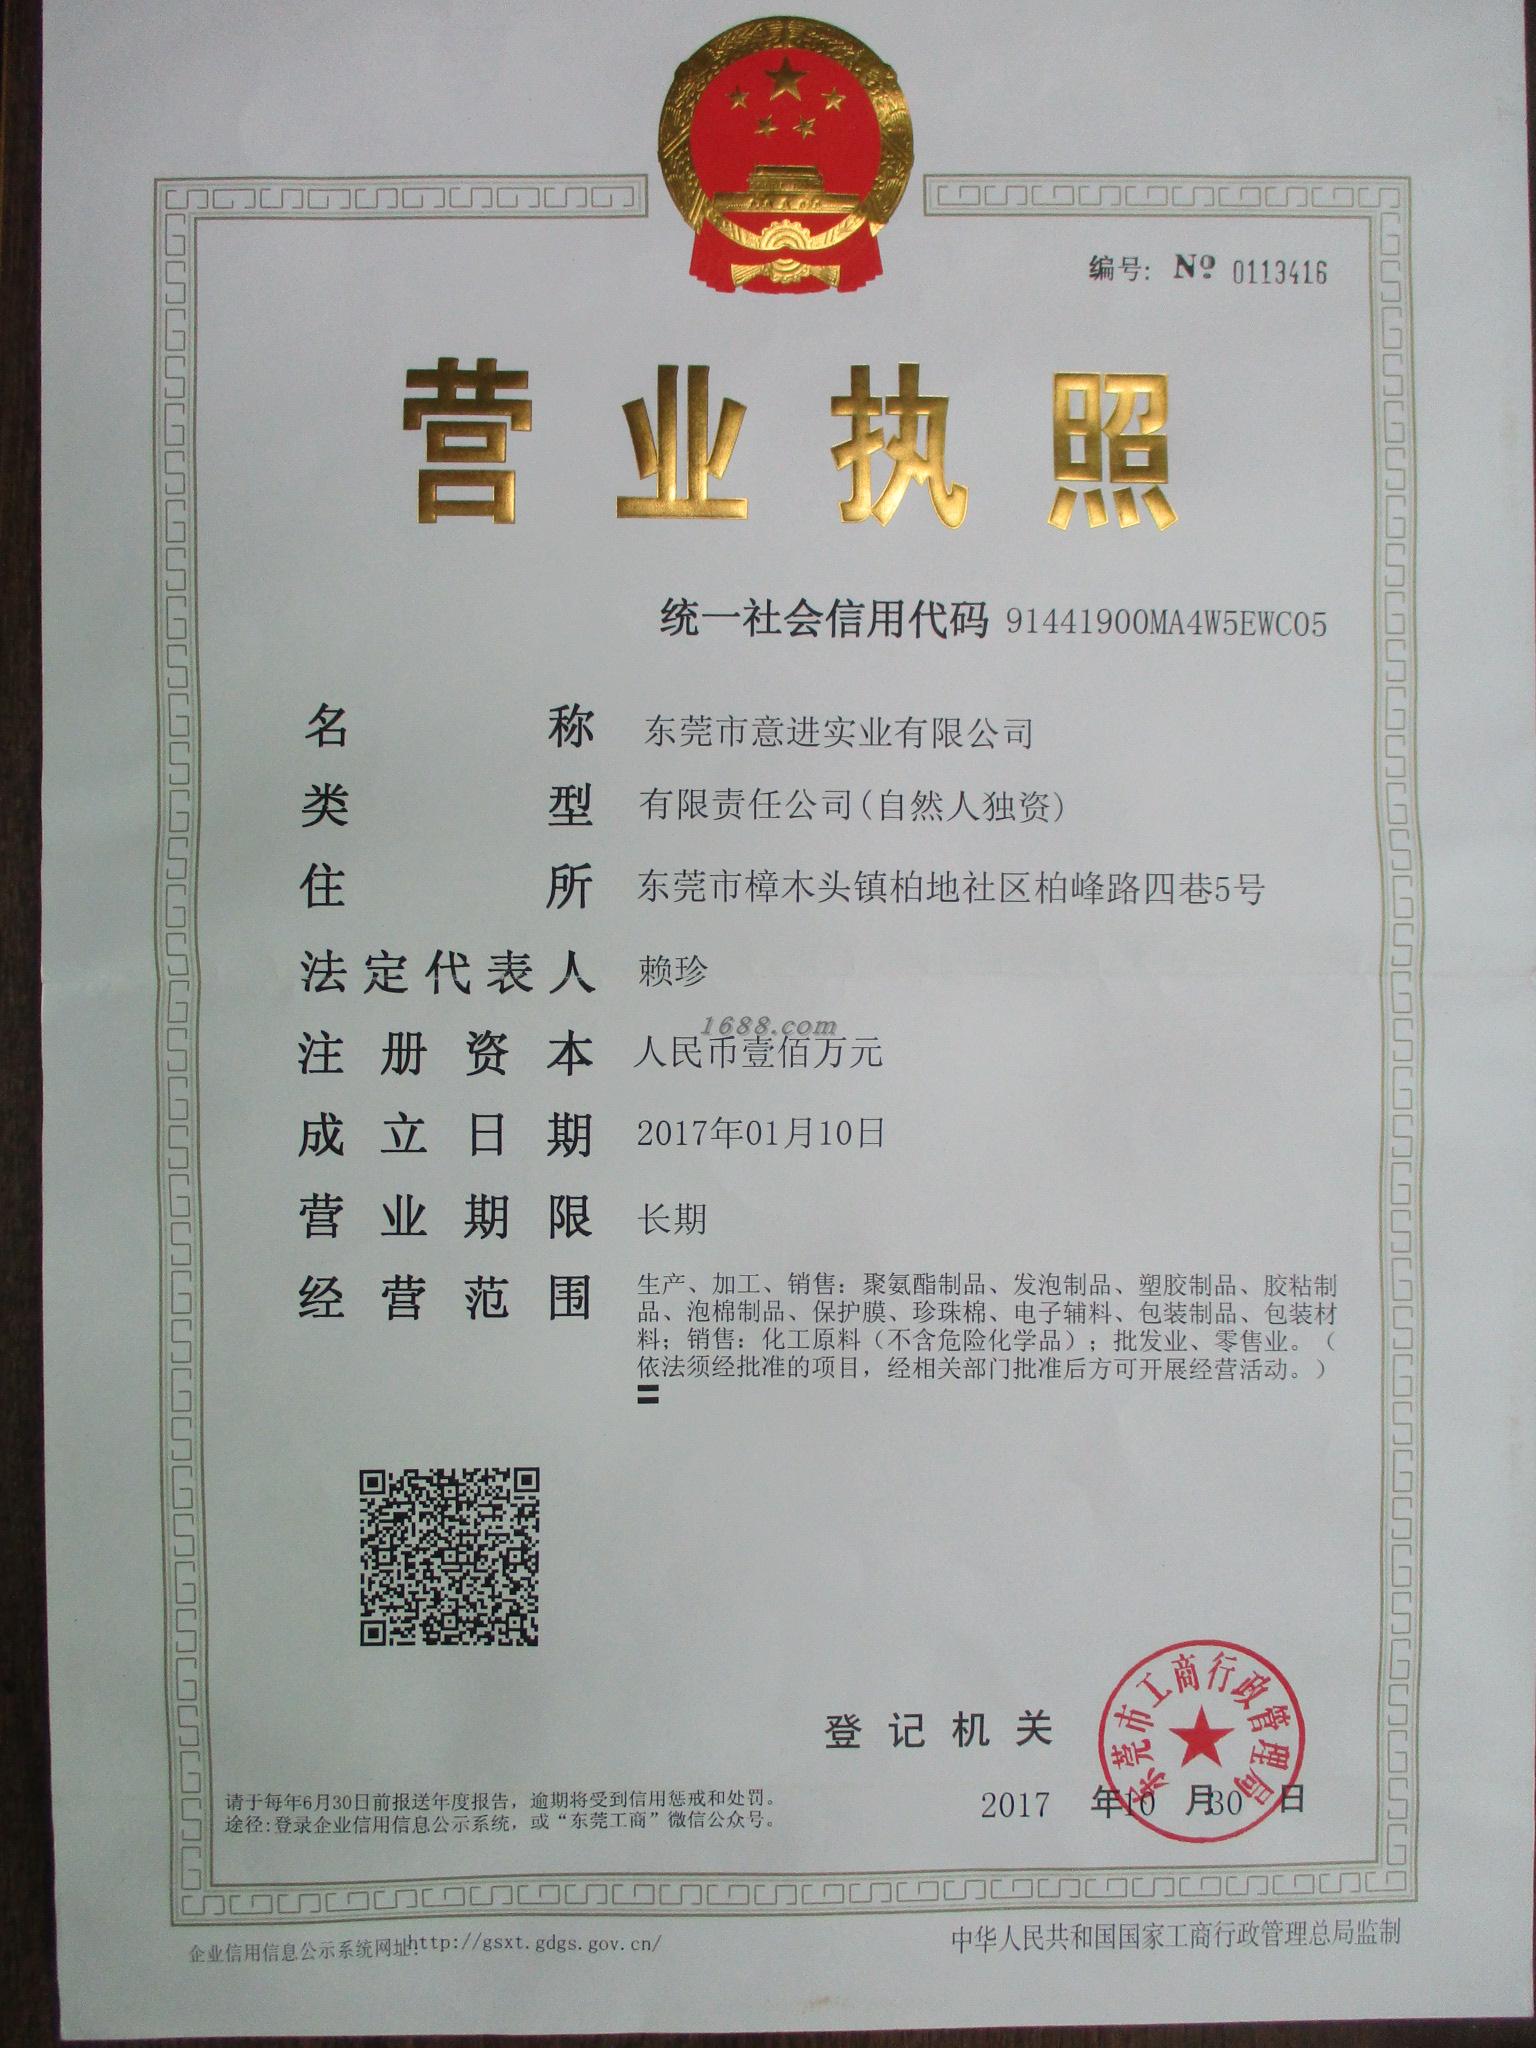 编号: № 0113416
营业执照
统一社会信用代码 91441900MA4W5EWC05
名称 东莞市意进实业有限公司
类型 有限责任公司(自然人独资)
住所 东莞市樟木头镇柏地社区柏峰路四巷5号
法定代表人 赖珍
1688.com
注册资本 人民币壹佰万元
成立日期 2017年01月10日
营业期限 长期
经营范围 生产、加工、销售：聚氨酯制品、发泡制品、塑胶制品、胶粘制
品、泡棉制品、保护膜、珍珠棉、电子辅料、包装制品、包装材
料；销售：化工原料（不含危险化学品）；批发业、零售业。（
依法须经批准的项目，经相关部门批准后方可开展经营活动。）
登记机关
东莞市工商行政管理局
2017 年10 月30 日
请于每年6月30日前报送年度报告，逾期将受到信用惩戒和处罚。
途径:登录企业信用信息公示系统，或“东莞工商”微信公众号。
企业信用信息公示系统网址:http://gsxt.gdgs.gov.cn/
中华人民共和国国家工商行政管理总局监制